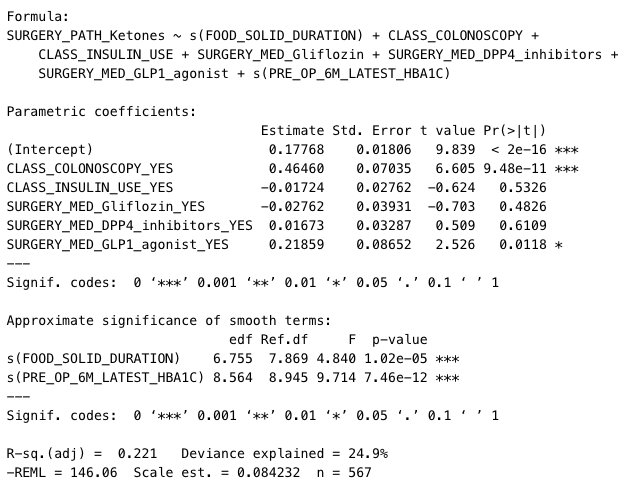 Formula:
SURGERY_PATH_Ketones ~ s(FOOD_SOLID_DURATION) + CLASS_COLONOSCOPY +
    CLASS_INSULIN_USE + SURGERY_MED_Gliflozin + SURGERY_MED_DPP4_inhibitors +
    SURGERY_MED_GLP1_agonist + s(PRE_OP_6M_LATEST_HBA1C)

Parametric coefficients:
                                Estimate Std. Error t value Pr(>|t|)
(Intercept)                      0.17768    0.01806   9.839  < 2e-16 ***
CLASS_COLONOSCOPY_YES            0.46460    0.07035   6.605 9.48e-11 ***
CLASS_INSULIN_USE_YES           −0.01724    0.02762  −0.624   0.5326
SURGERY_MED_Gliflozin_YES       −0.02762    0.03931  −0.703   0.4826
SURGERY_MED_DPP4_inhibitors_YES  0.01673    0.03287   0.509   0.6109
SURGERY_MED_GLP1_agonist_YES     0.21859    0.08652   2.526   0.0118 *
---
Signif. codes:  0 ‘***’ 0.001 ‘**’ 0.01 ‘*’ 0.05 ‘.’ 0.1 ‘ ’ 1

Approximate significance of smooth terms:
                            edf Ref.df     F  p-value
s(FOOD_SOLID_DURATION)    6.755  7.869 4.840 1.02e-05 ***
s(PRE_OP_6M_LATEST_HBA1C) 8.564  8.945 9.714 7.46e-12 ***
---
Signif. codes:  0 ‘***’ 0.001 ‘**’ 0.01 ‘*’ 0.05 ‘.’ 0.1 ‘ ’ 1

R-sq.(adj) =  0.221   Deviance explained = 24.9%
-REML = 146.06  Scale est. = 0.084232  n = 567